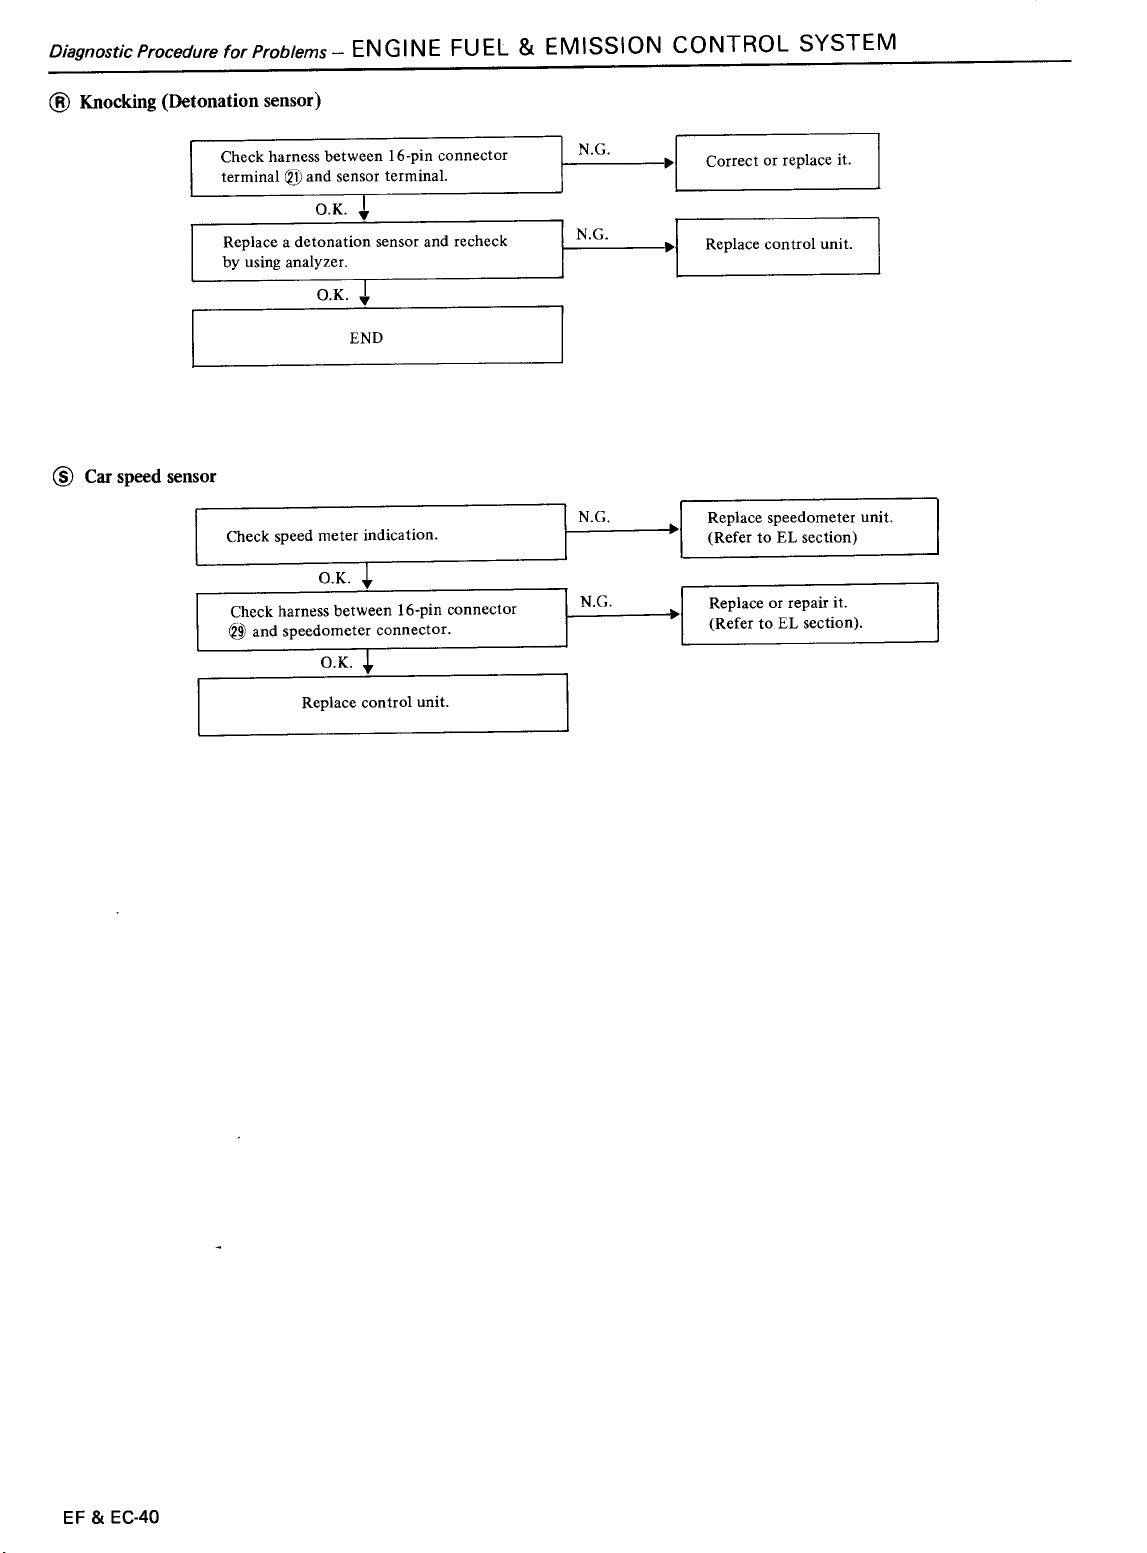 Diagnostic Procedure for Problems – ENGINE FUEL & EMISSION CONTROL SYSTEM
Ⓡ Knocking (Detonation sensor)
Check harness between 16-pin connector
terminal ㉑ and sensor terminal.
N.G.
Correct or replace it.
O.K.
Replace a detonation sensor and recheck
by using analyzer.
N.G.
Replace control unit.
O.K.
END
Ⓢ Car speed sensor
Check speed meter indication.
N.G.
Replace speedometer unit.
(Refer to EL section)
O.K.
Check harness between 16-pin connector
㉙ and speedometer connector.
N.G.
Replace or repair it.
(Refer to EL section).
O.K.
Replace control unit.
EF & EC-40